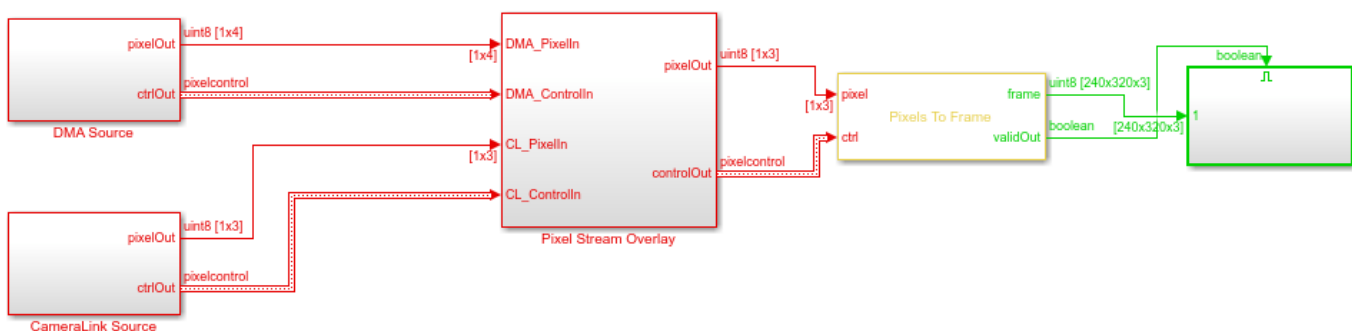 pixelOut
uint8 [1x4]
ctrlOut
pixelcontrol
DMA Source
[1x4]
DMA_PixelIn
DMA_ControlIn
CL_PixelIn
[1x3]
CL_ControlIn
pixelOut
controlOut
Pixel Stream Overlay
pixelOut
uint8 [1x3]
ctrlOut
pixelcontrol
CameraLink Source
uint8 [1x3]
[1x3]
pixelcontrol
pixel
ctrl
Pixels To Frame
frame
validOut
uint8 [240x320x3]
boolean
[240x320x3]
boolean
1